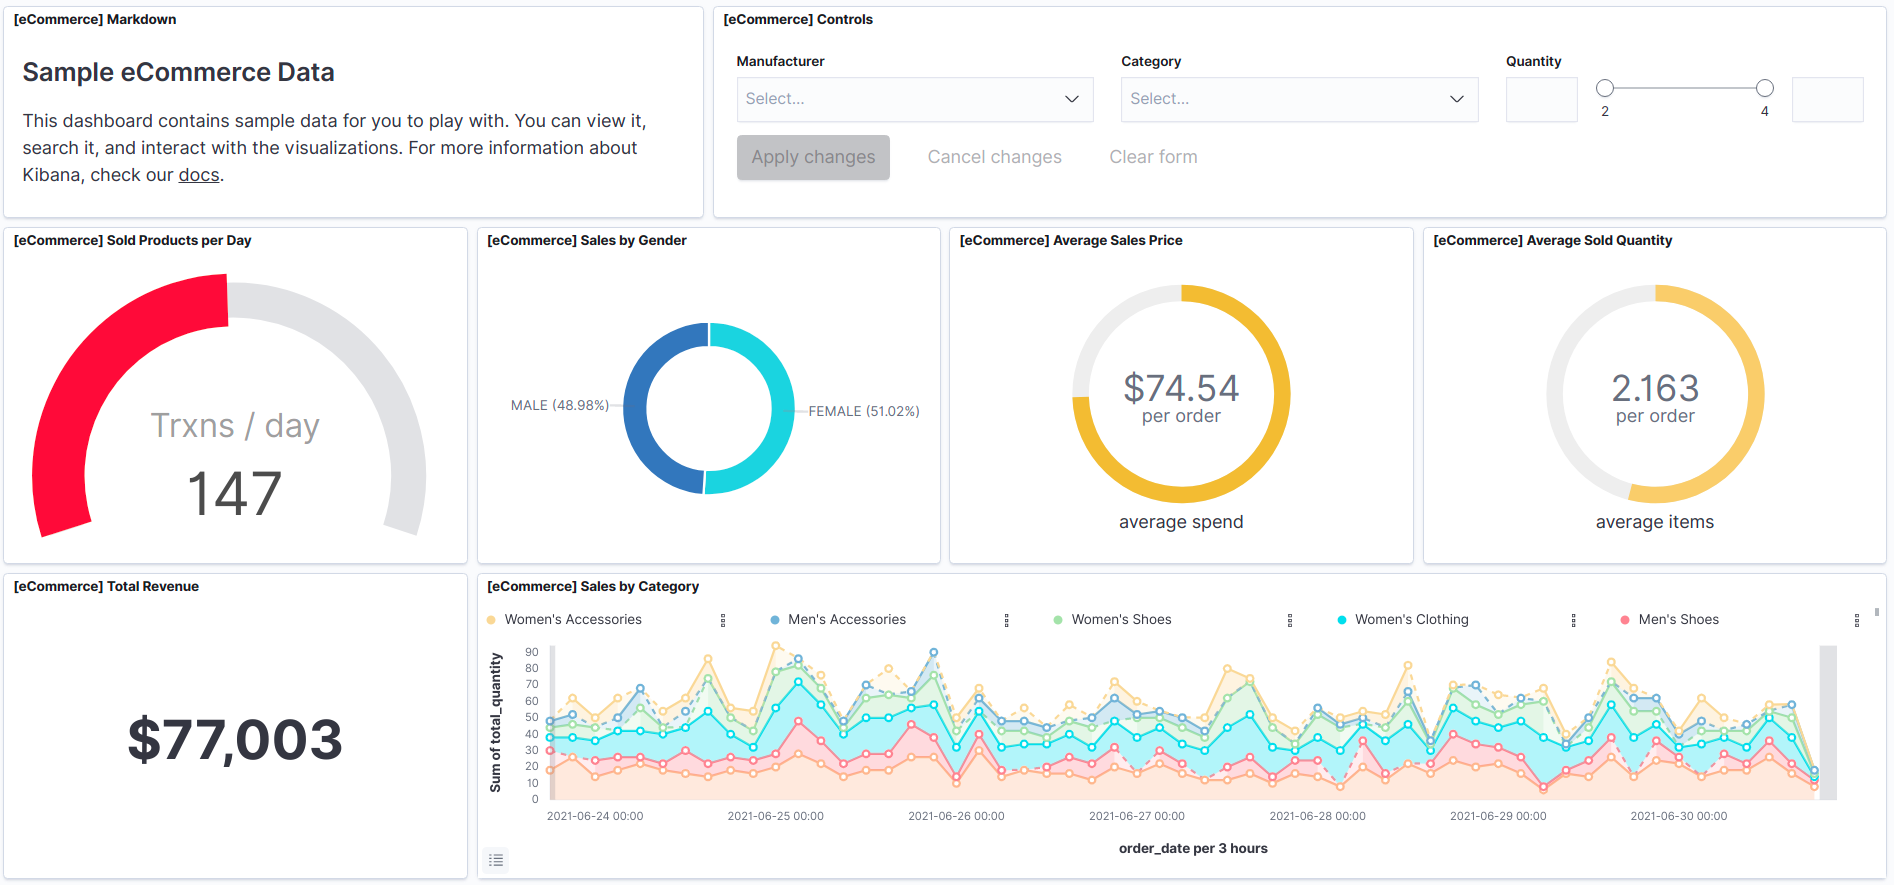 [eCommerce] Markdown
Sample eCommerce Data
This dashboard contains sample data for you to play with. You can view it,
search it, and interact with the visualizations. For more information about
Kibana, check our docs.
[eCommerce] Controls
Manufacturer
Select...
Category
Select...
Quantity
2
4
Apply changes
Cancel changes
Clear form
[eCommerce] Sold Products per Day
Trxns / day
147
[eCommerce] Sales by Gender
MALE (48.98%)
FEMALE (51.02%)
[eCommerce] Average Sales Price
$74.54
per order
average spend
[eCommerce] Average Sold Quantity
2.163
per order
average items
[eCommerce] Total Revenue
$77,003
[eCommerce] Sales by Category
Women's Accessories
Men's Accessories
Women's Shoes
Women's Clothing
Men's Shoes
Sum of total_quantity
90
80
70
60
50
40
30
20
10
0
2021-06-24 00:00
2021-06-25 00:00
2021-06-26 00:00
2021-06-27 00:00
2021-06-28 00:00
2021-06-29 00:00
2021-06-30 00:00
order_date per 3 hours